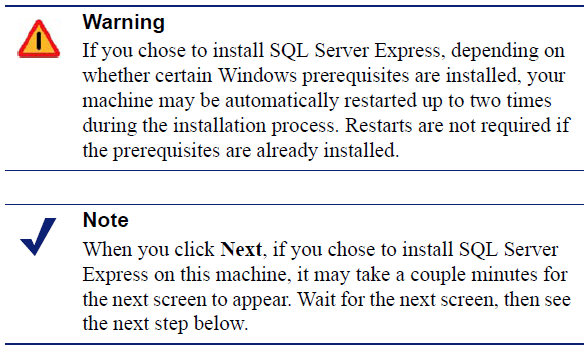 Warning
If you chose to install SQL Server Express, depending on
whether certain Windows prerequisites are installed, your
machine may be automatically restarted up to two times
during the installation process. Restarts are not required if
the prerequisites are already installed.
Note
When you click Next, if you chose to install SQL Server
Express on this machine, it may take a couple minutes for
the next screen to appear. Wait for the next screen, then see
the next step below.